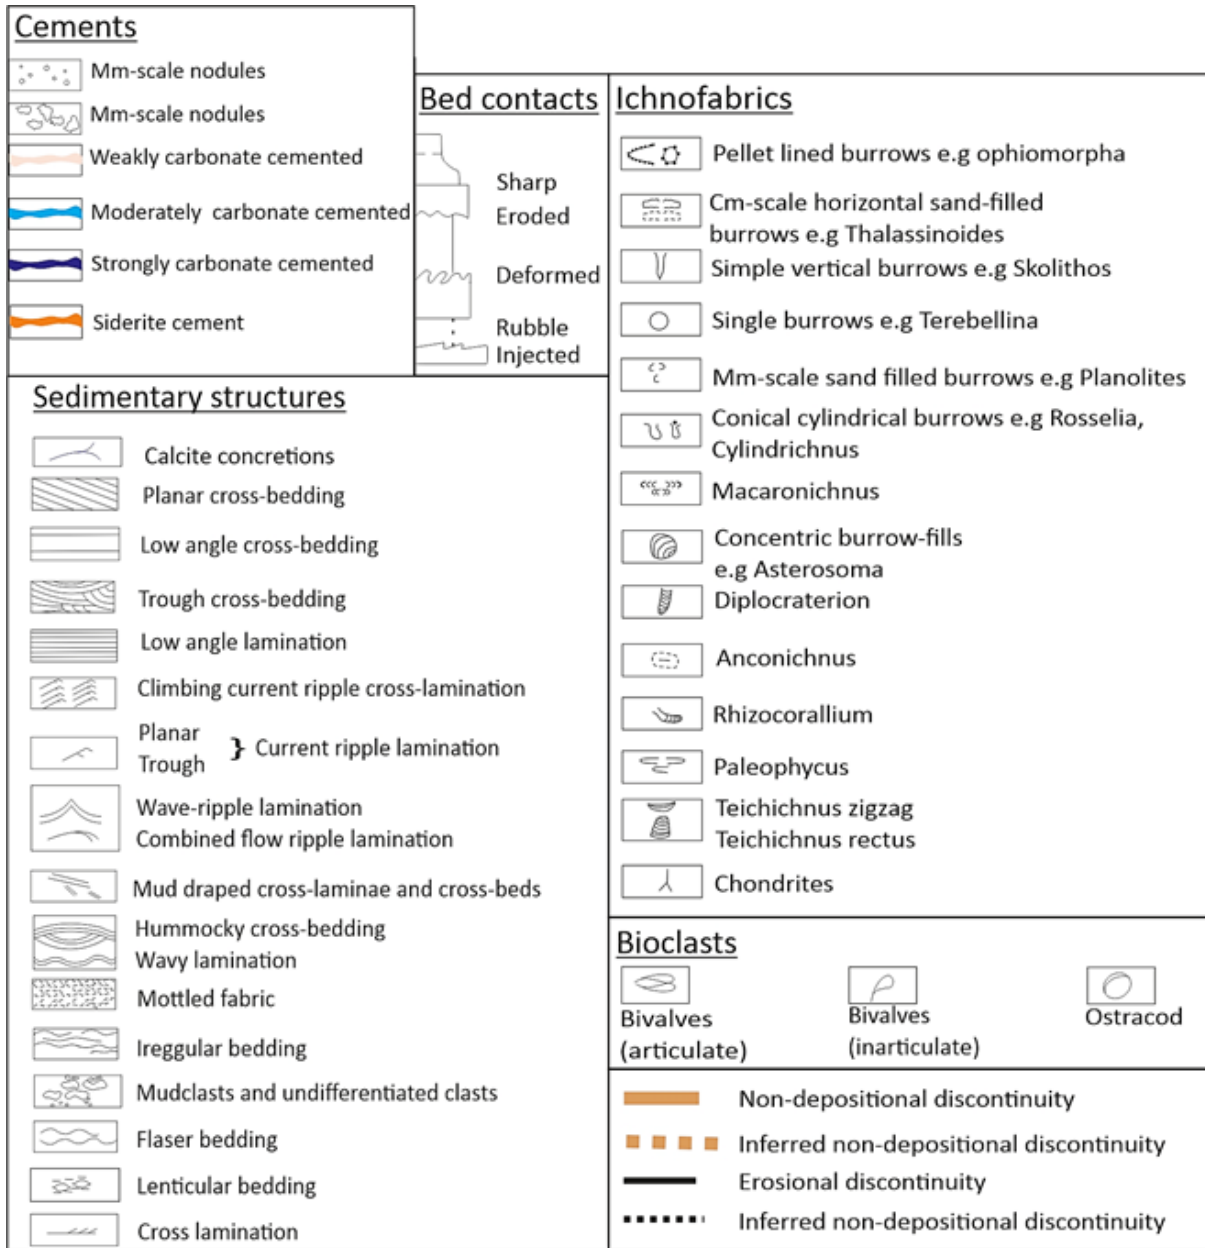 Cements
Mm-scale nodules
Mm-scale nodules
Weakly carbonate cemented
Moderately carbonate cemented
Strongly carbonate cemented
Siderite cement
Bed contacts
Sharp
Eroded
Deformed
Rubble
Injected
Sedimentary structures
Calcite concretions
Planar cross-bedding
Low angle cross-bedding
Trough cross-bedding
Low angle lamination
Climbing current ripple cross-lamination
Planar
Trough
} Current ripple lamination
Wave-ripple lamination
Combined flow ripple lamination
Mud draped cross-laminae and cross-beds
Hummocky cross-bedding
Wavy lamination
Mottled fabric
Ireggular bedding
Mudclasts and undifferentiated clasts
Flaser bedding
Lenticular bedding
Cross lamination
Ichnofabrics
Pellet lined burrows e.g ophiomorpha
Cm-scale horizontal sand-filled
burrows e.g Thalassinoides
Simple vertical burrows e.g Skolithos
Single burrows e.g Terebellina
Mm-scale sand filled burrows e.g Planolites
Conical cylindrical burrows e.g Rosselia,
Cylindrichnus
Macaronichnus
Concentric burrow-fills
e.g Asterosoma
Diplocraterion
Anconichnus
Rhizocorallium
Paleophycus
Teichichnus zigzag
Teichichnus rectus
Chondrites
Bioclasts
Bivalves
(articulate)
Bivalves
(inarticulate)
Ostracod
Non-depositional discontinuity
Inferred non-depositional discontinuity
Erosional discontinuity
Inferred non-depositional discontinuity